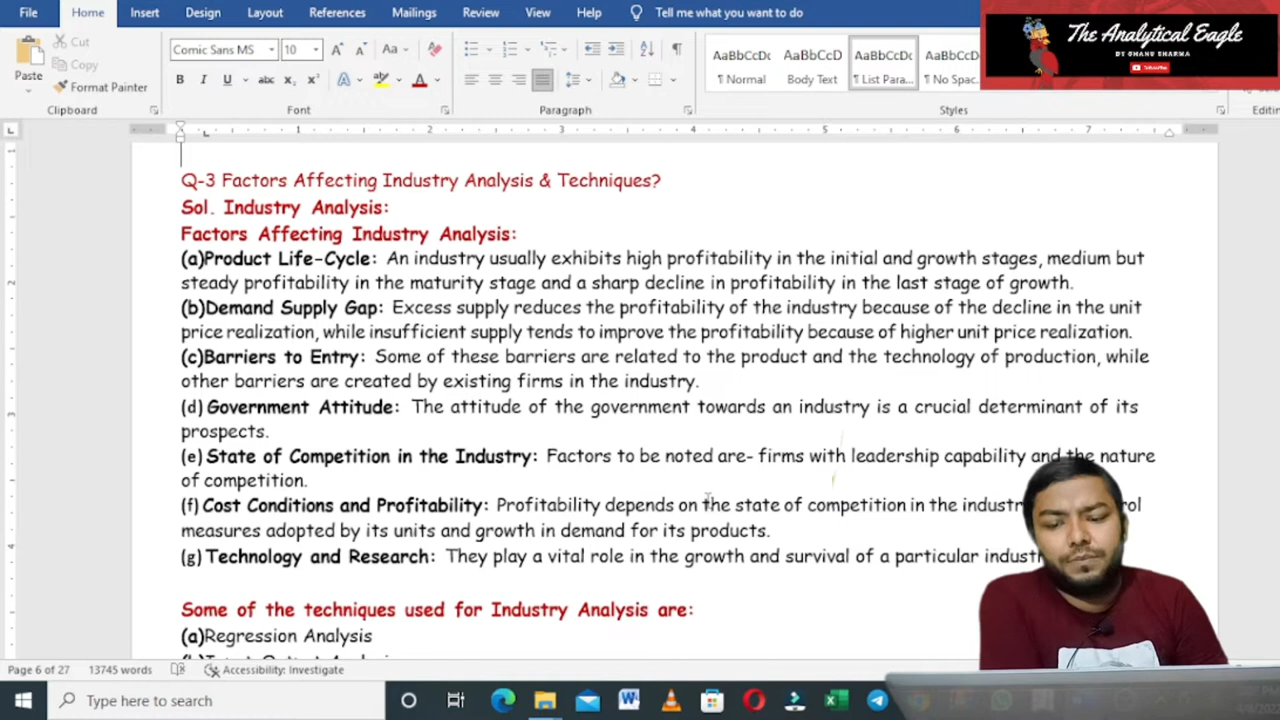 File Home Insert Design Layout References Mailings Review View Help Tell me what you want to do
The Analytical Eagle
BY GHANU SHARMA
Paste
Cut
Copy
Format Painter
Comic Sans MS 10
AaBbCcDc AaBbCcD AaBbCcDc AaBbCcD
¶ Normal Body Text ¶ List Para... ¶ No Spac...
Clipboard Font Paragraph Styles
1 2 3 4 5 6 7
Q-3 Factors Affecting Industry Analysis & Techniques?
Sol. Industry Analysis:
Factors Affecting Industry Analysis:
(a)Product Life-Cycle: An industry usually exhibits high profitability in the initial and growth stages, medium but
steady profitability in the maturity stage and a sharp decline in profitability in the last stage of growth.
(b)Demand Supply Gap: Excess supply reduces the profitability of the industry because of the decline in the unit
price realization, while insufficient supply tends to improve the profitability because of higher unit price realization.
(c)Barriers to Entry: Some of these barriers are related to the product and the technology of production, while
other barriers are created by existing firms in the industry.
(d) Government Attitude: The attitude of the government towards an industry is a crucial determinant of its
prospects.
(e) State of Competition in the Industry: Factors to be noted are- firms with leadership capability and the nature
of competition.
(f) Cost Conditions and Profitability: Profitability depends on the state of competition in the
measures adopted by its units and growth in demand for its products.
(g) Technology and Research: They play a vital role in the growth and survival of a particular
Some of the techniques used for Industry Analysis are:
(a)Regression Analysis
Page 6 of 27 13745 words Accessibility: Investigate
Type here to search